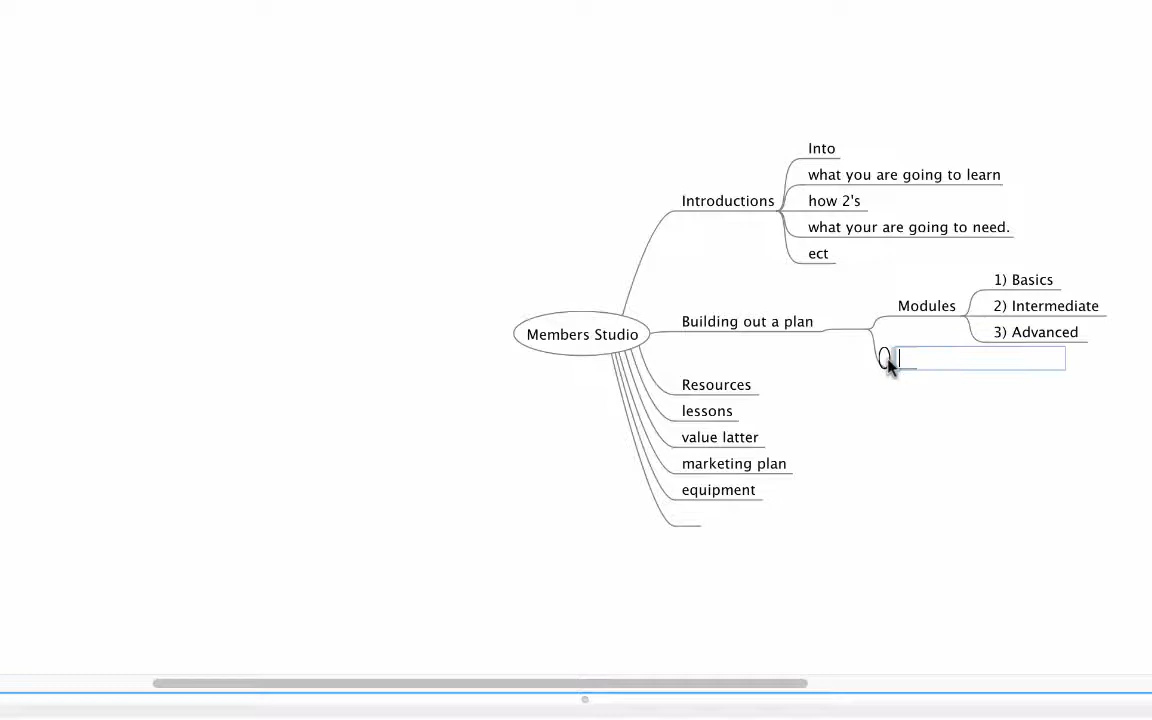 Into
what you are going to learn
Introductions
how 2's
what your are going to need.
ect
1) Basics
Modules
2) Intermediate
Building out a plan
3) Advanced
Members Studio
Resources
lessons
value latter
marketing plan
equipment